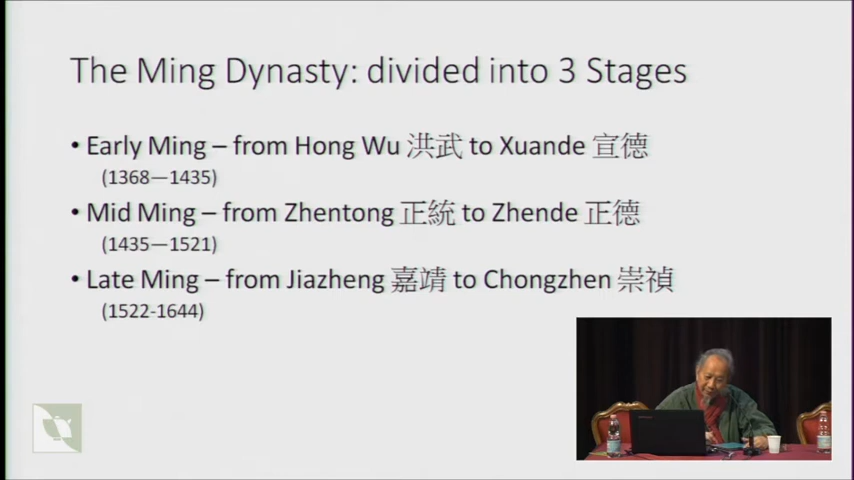 The Ming Dynasty: divided into 3 Stages
• Early Ming – from Hong Wu 洪武 to Xuande 宣德
(1368—1435)
• Mid Ming – from Zhentong 正統 to Zhende 正德
(1435—1521)
• Late Ming – from Jiazheng 嘉靖 to Chongzhen 崇禎
(1522-1644)